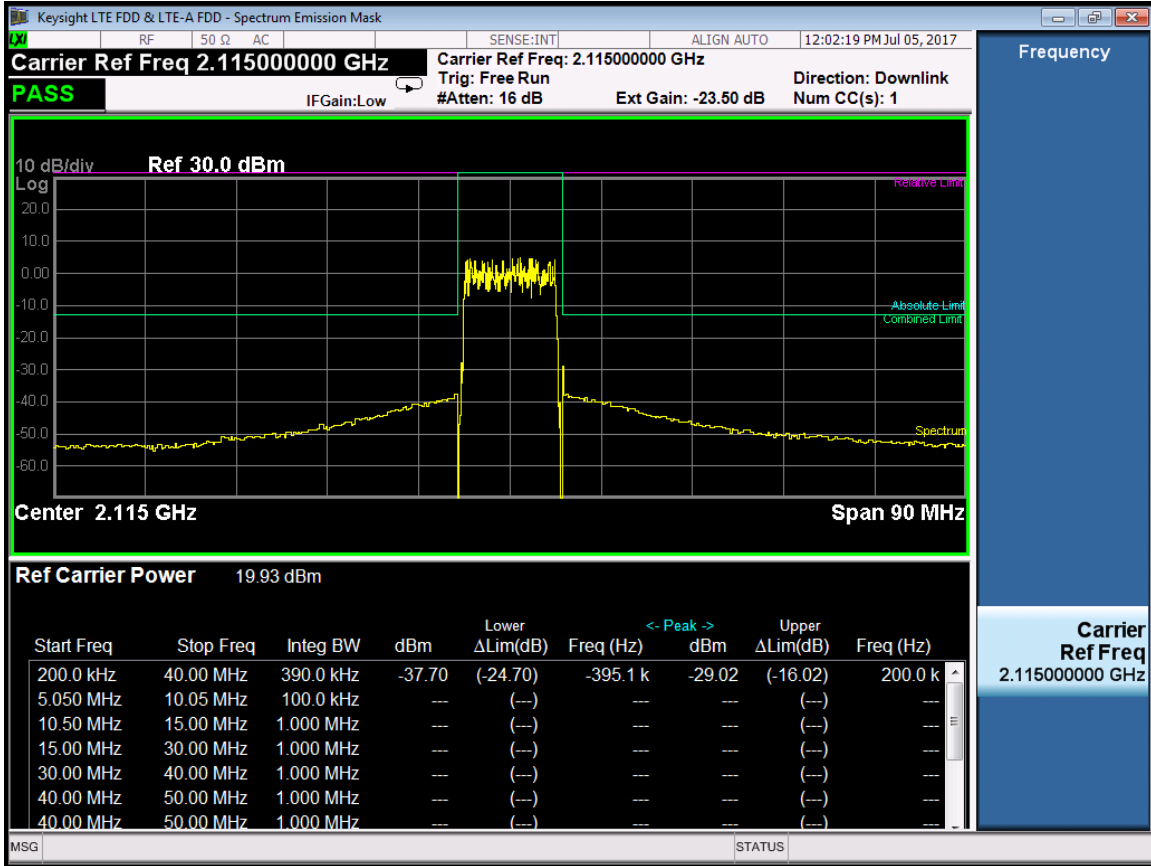 Keysight LTE FDD & LTE-A FDD - Spectrum Emission Mask
LXI RF 50 Ω AC SENSE:INT ALIGN AUTO 12:02:19 PM Jul 05, 2017
Carrier Ref Freq 2.115000000 GHz
PASS
IFGain:Low
Carrier Ref Freq: 2.115000000 GHz
Trig: Free Run
#Atten: 16 dB Ext Gain: -23.50 dB
Direction: Downlink
Num CC(s): 1
10 dB/div Ref 30.0 dBm
Log
Relative Limit
20.0
10.0
0.00
-10.0
Absolute Limit
Combined Limit
-20.0
-30.0
-40.0
-50.0
Spectrum
-60.0
Center 2.115 GHz Span 90 MHz
Ref Carrier Power 19.93 dBm
Lower <- Peak -> Upper
Start Freq Stop Freq Integ BW dBm ΔLim(dB) Freq (Hz) dBm ΔLim(dB) Freq (Hz)
200.0 kHz 40.00 MHz 390.0 kHz -37.70 (-24.70) -395.1 k -29.02 (-16.02) 200.0 k
5.050 MHz 10.05 MHz 100.0 kHz --- (---) --- --- (---) ---
10.50 MHz 15.00 MHz 1.000 MHz --- (---) --- --- (---) ---
15.00 MHz 30.00 MHz 1.000 MHz --- (---) --- --- (---) ---
30.00 MHz 40.00 MHz 1.000 MHz --- (---) --- --- (---) ---
40.00 MHz 50.00 MHz 1.000 MHz --- (---) --- --- (---) ---
40.00 MHz 50.00 MHz 1.000 MHz --- (---) --- --- (---) ---
MSG STATUS
Frequency
Carrier
Ref Freq
2.115000000 GHz